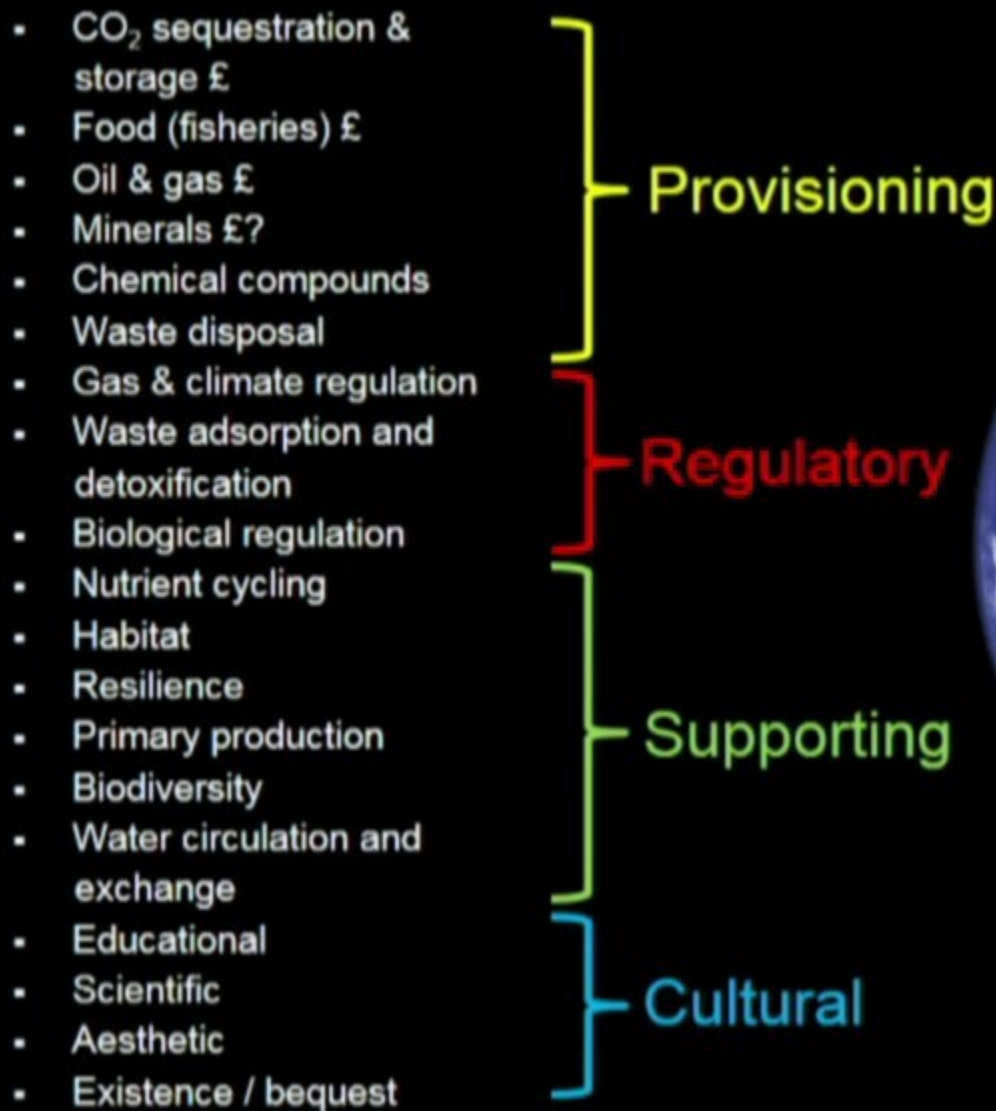 ▪ CO₂ sequestration &
storage £
▪ Food (fisheries) £
▪ Oil & gas £
▪ Minerals £?
▪ Chemical compounds
▪ Waste disposal
Provisioning
▪ Gas & climate regulation
▪ Waste adsorption and
detoxification
▪ Biological regulation
Regulatory
▪ Nutrient cycling
▪ Habitat
▪ Resilience
▪ Primary production
▪ Biodiversity
▪ Water circulation and
exchange
Supporting
▪ Educational
▪ Scientific
▪ Aesthetic
▪ Existence / bequest
Cultural